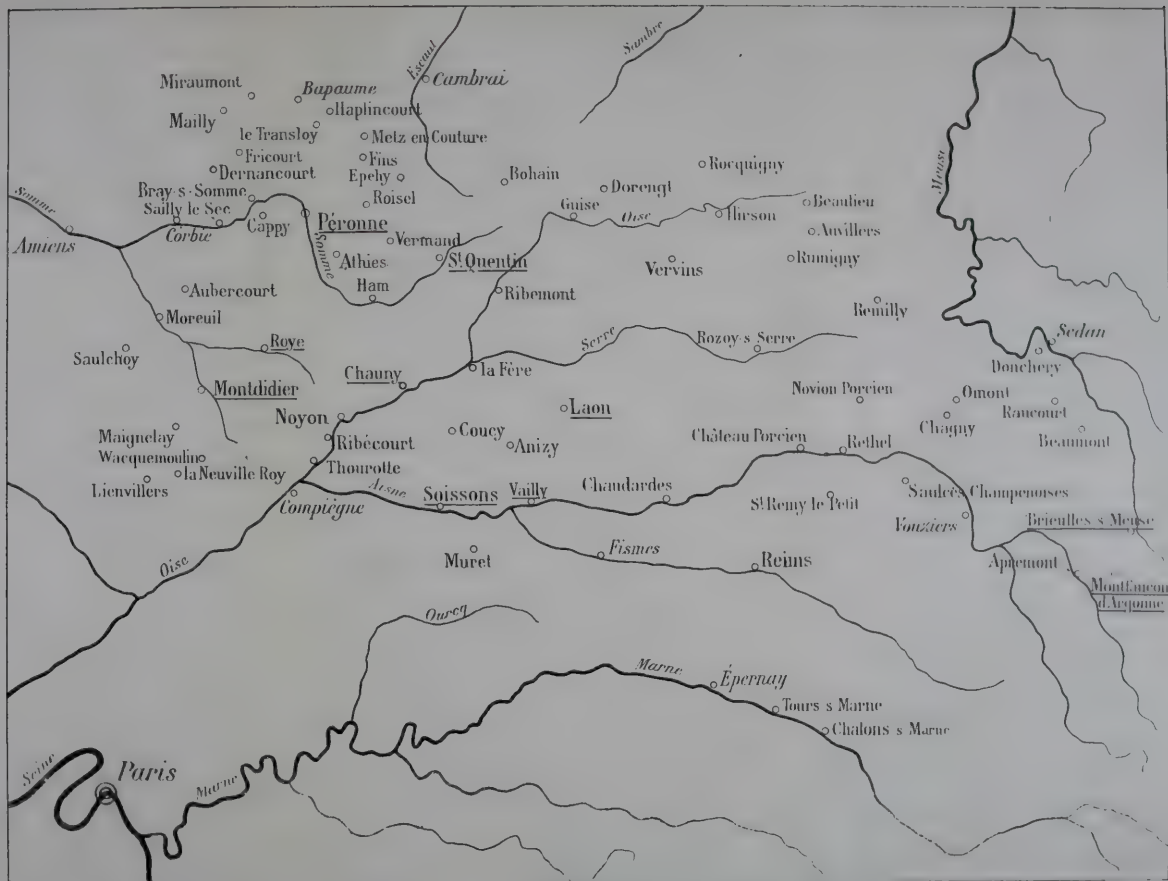 Escaut
Sambre
Miraumont
Bapaume
Cambrai
Mailly
Haplincourt
le Transloy
Metz en Couture
Meuse
Fricourt
Fins
Rocquigny
Dernancourt
Epehy
Bohain
Dorengt
Somme
Bray-s-Somme
Roisel
Guise
Oise
Hirson
Beaulieu
Sailly le Sec
Cappy
Péronne
Amiens
Corbie
Somme
Vermand
Auvillers
Athies
St Quentin
Vervins
Rumigny
Aubercourt
Ham
Ribemont
Remilly
Moreuil
Serre
Sedan
Saulchoy
Roye
Rozoy-s-Serre
Donchery
Chauny
la Fère
Montdidier
Novion Porcien
Omont
Raucourt
Noyon
Laon
Chagny
Maignelay
Ribécourt
Coucy
Anizy
Château Porcien
Rethel
Beaumont
Wacquemoulin
Thourotte
la Neuville Roy
Lienvillers
Aisne
Soissons
Vailly
Chaudardes
St Remy le Petit
Saulces Champenoises
Compiègne
Vouziers
Brieulles s Meuse
Oise
Muret
Fismes
Reims
Apremont
Montfaucon
d'Argonne
Ourcq
Marne
Épernay
Tours s Marne
Chalons s Marne
Seine
Paris
Marne